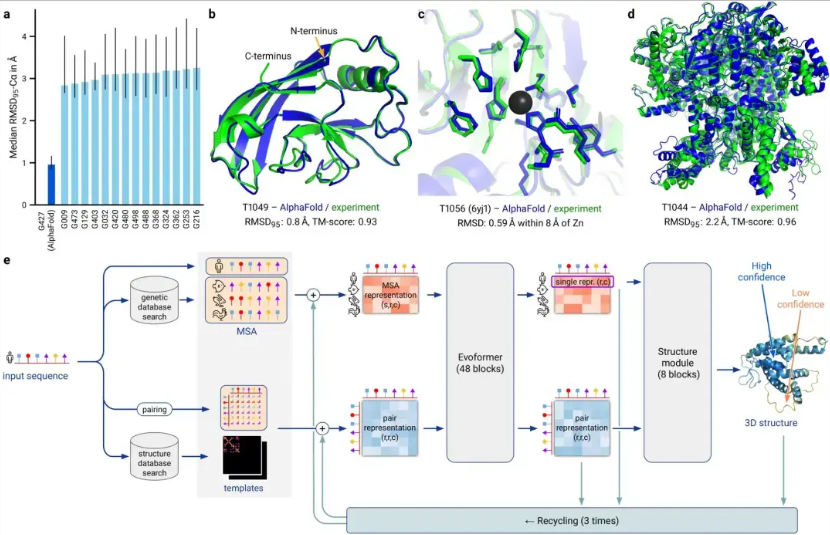 a
Median RMSD95-Cα in Å
4
3
2
1
0
G427
(AlphaFold)
G009
G473
G129
G403
G032
G420
G480
G498
G488
G368
G324
G362
G253
G216
b
N-terminus
C-terminus
T1049 – AlphaFold / experiment
RMSD95: 0.8 Å, TM-score: 0.93
c
T1056 (6yj1) – AlphaFold / experiment
RMSD: 0.59 Å within 8 Å of Zn
d
T1044 – AlphaFold / experiment
RMSD95: 2.2 Å, TM-score: 0.96
e
input sequence
genetic
database
search
pairing
structure
database
search
MSA
templates
+
+
MSA
representation
(s,r,c)
pair
representation
(r,r,c)
Evoformer
(48 blocks)
single repr. (r,c)
pair
representation
(r,r,c)
Structure
module
(8 blocks)
High
confidence
Low
confidence
3D structure
← Recycling (3 times)